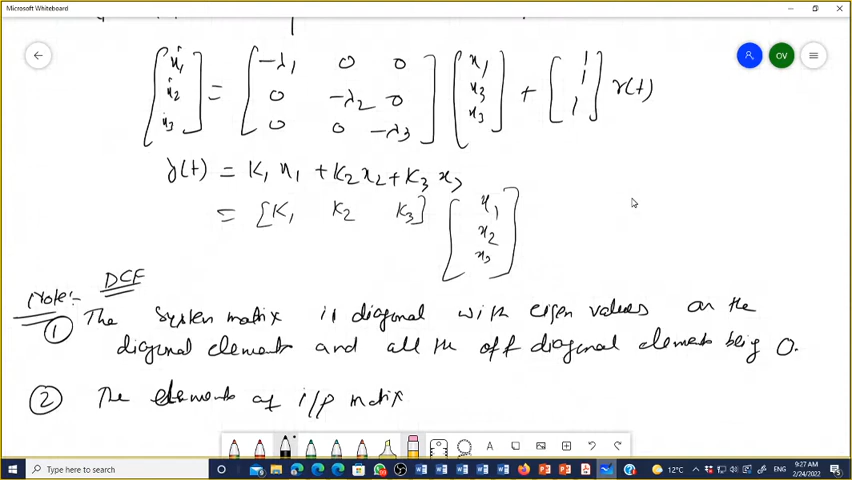 Microsoft Whiteboard
[ẋ1 ẋ2 ẋ3] = [-λ1 0 0; 0 -λ2 0; 0 0 -λ3] [x1 x3 x3] + [1 1 1] r(t)
y(t) = K1 x1 + K2 x2 + K3 x3
= [K1 K2 K3] [x1 x2 x3]
Note:- DCF
① The system matrix is diagonal with eigen values on the
diagonal elements and all the off diagonal elements being 0.
② The elements of i/p matrix
OV
Type here to search
12°C
9:27 AM
2/24/2022